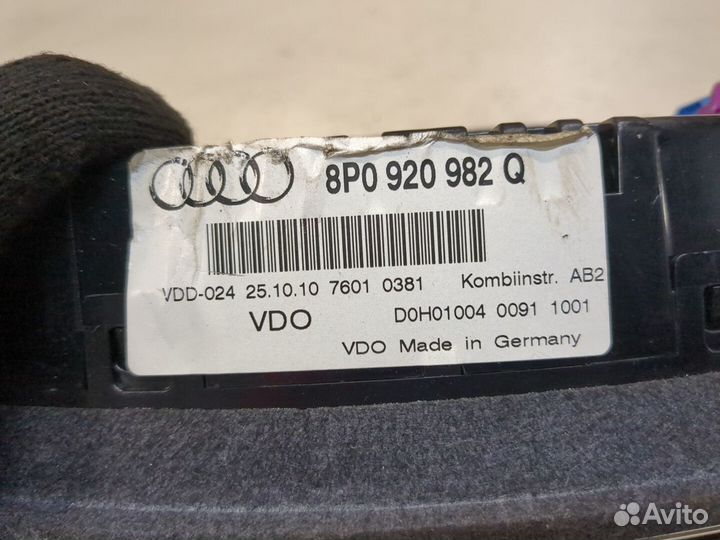 8P0 920 982 Q
VDD-024 25.10.10 7601 0381 Kombiinstr. AB2
VDO D0H01004 0091 1001
VDO Made in Germany
Avito